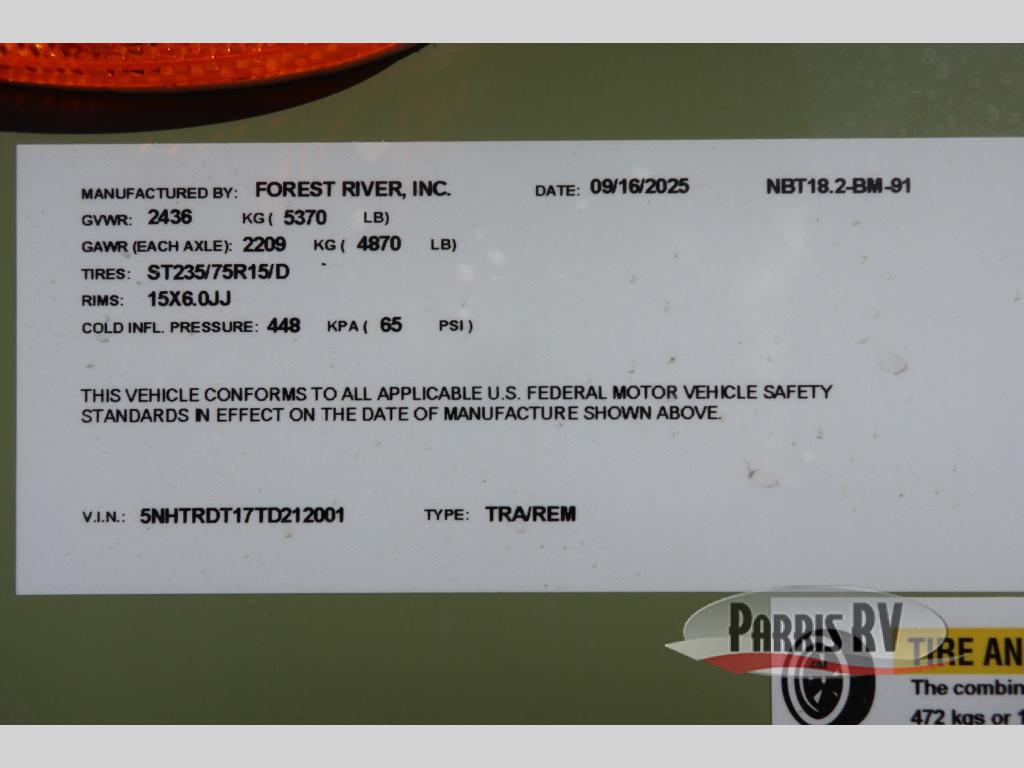 MANUFACTURED BY: FOREST RIVER, INC. DATE: 09/16/2025 NBT18.2-BM-91
GVWR: 2436 KG ( 5370 LB)
GAWR (EACH AXLE): 2209 KG ( 4870 LB)
TIRES: ST235/75R15/D
RIMS: 15X6.0JJ
COLD INFL. PRESSURE: 448 KPA ( 65 PSI )
THIS VEHICLE CONFORMS TO ALL APPLICABLE U.S. FEDERAL MOTOR VEHICLE SAFETY
STANDARDS IN EFFECT ON THE DATE OF MANUFACTURE SHOWN ABOVE.
V.I.N.: 5NHTRDT17TD212001 TYPE: TRA/REM
PARRIS RV
TIRE AN
The combin
472 kgs or 1